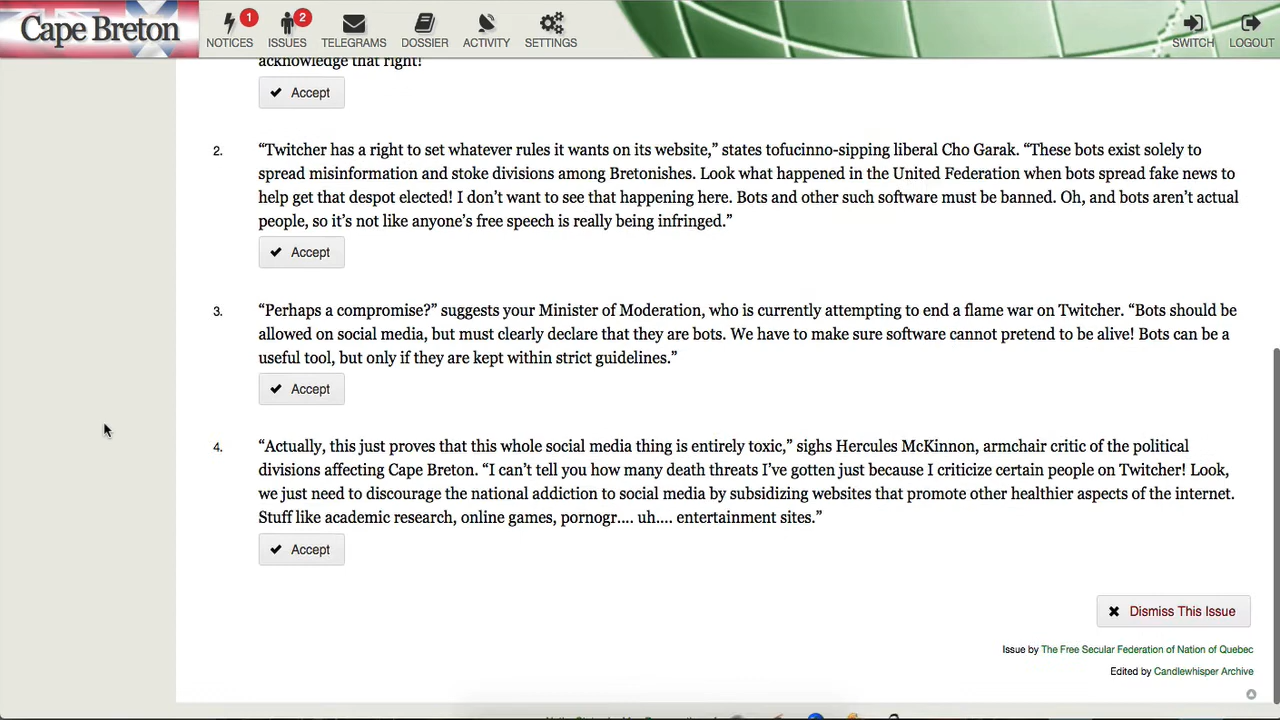 Cape Breton
1
2
NOTICES
ISSUES
TELEGRAMS
DOSSIER
ACTIVITY
SETTINGS
SWITCH
LOGOUT
acknowledge that right!
Accept
2.
“Twitcher has a right to set whatever rules it wants on its website,” states tofucinno-sipping liberal Cho Garak. “These bots exist solely to
spread misinformation and stoke divisions among Bretonishes. Look what happened in the United Federation when bots spread fake news to
help get that despot elected! I don’t want to see that happening here. Bots and other such software must be banned. Oh, and bots aren’t actual
people, so it’s not like anyone’s free speech is really being infringed.”
Accept
3.
“Perhaps a compromise?” suggests your Minister of Moderation, who is currently attempting to end a flame war on Twitcher. “Bots should be
allowed on social media, but must clearly declare that they are bots. We have to make sure software cannot pretend to be alive! Bots can be a
useful tool, but only if they are kept within strict guidelines.”
Accept
4.
“Actually, this just proves that this whole social media thing is entirely toxic,” sighs Hercules McKinnon, armchair critic of the political
divisions affecting Cape Breton. “I can’t tell you how many death threats I’ve gotten just because I criticize certain people on Twitcher! Look,
we just need to discourage the national addiction to social media by subsidizing websites that promote other healthier aspects of the internet.
Stuff like academic research, online games, pornogr.... uh.... entertainment sites.”
Accept
Dismiss This Issue
Issue by The Free Secular Federation of Nation of Quebec
Edited by Candlewhisper Archive